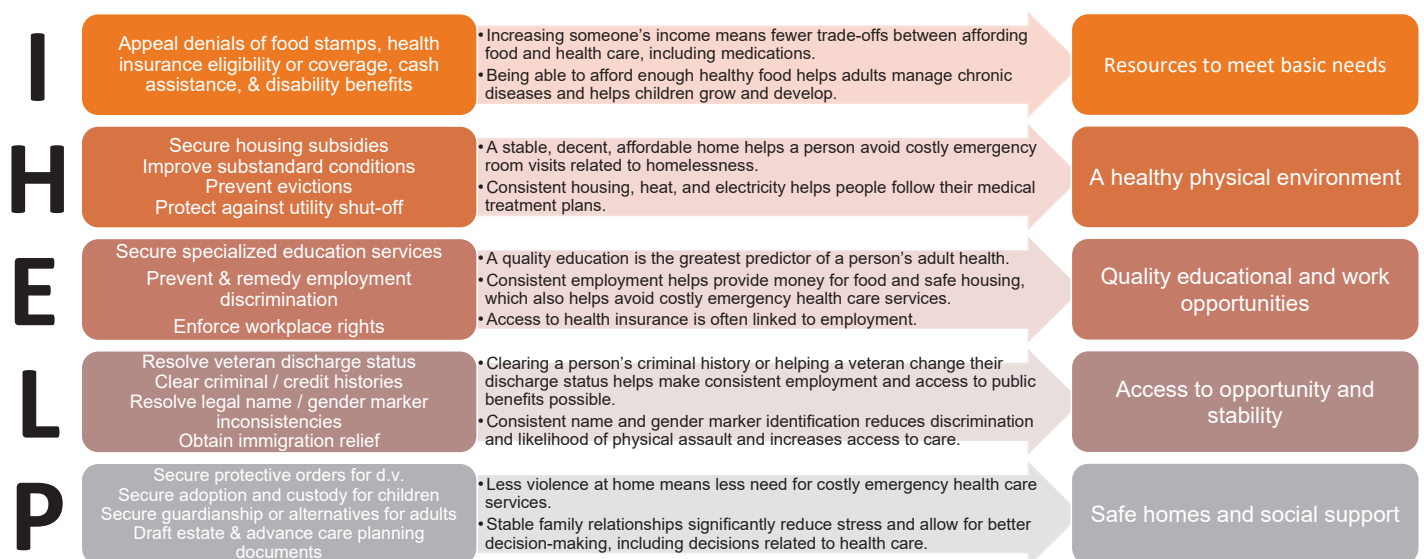 I
Appeal denials of food stamps, health
insurance eligibility or coverage, cash
assistance, & disability benefits
• Increasing someone's income means fewer trade-offs between affording
food and health care, including medications.
• Being able to afford enough healthy food helps adults manage chronic
diseases and helps children grow and develop.
Resources to meet basic needs
H
Secure housing subsidies
Improve substandard conditions
Prevent evictions
Protect against utility shut-off
• A stable, decent, affordable home helps a person avoid costly emergency
room visits related to homelessness.
• Consistent housing, heat, and electricity helps people follow their medical
treatment plans.
A healthy physical environment
E
Secure specialized education services
Prevent & remedy employment
discrimination
Enforce workplace rights
• A quality education is the greatest predictor of a person's adult health.
• Consistent employment helps provide money for food and safe housing,
which also helps avoid costly emergency health care services.
• Access to health insurance is often linked to employment.
Quality educational and work
opportunities
L
Resolve veteran discharge status
Clear criminal / credit histories
Resolve legal name / gender marker
inconsistencies
Obtain immigration relief
• Clearing a person's criminal history or helping a veteran change their
discharge status helps make consistent employment and access to public
benefits possible.
• Consistent name and gender marker identification reduces discrimination
and likelihood of physical assault and increases access to care.
Access to opportunity and
stability
P
Secure protective orders for d.v.
Secure adoption and custody for children
Secure guardianship or alternatives for adults
Draft estate & advance care planning
documents
• Less violence at home means less need for costly emergency health care
services.
• Stable family relationships significantly reduce stress and allow for better
decision-making, including decisions related to health care.
Safe homes and social support